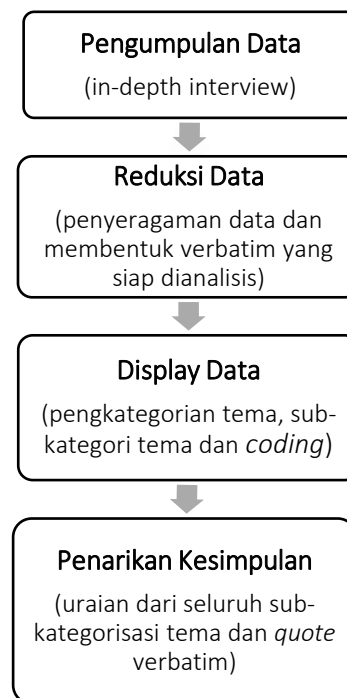 Pengumpulan Data
(in-depth interview)
Reduksi Data
(penyeragaman data dan
membentuk verbatim yang
siap dianalisis)
Display Data
(pengkategorian tema, sub-
kategori tema dan coding)
Penarikan Kesimpulan
(uraian dari seluruh sub-
kategorisasi tema dan quote
verbatim)